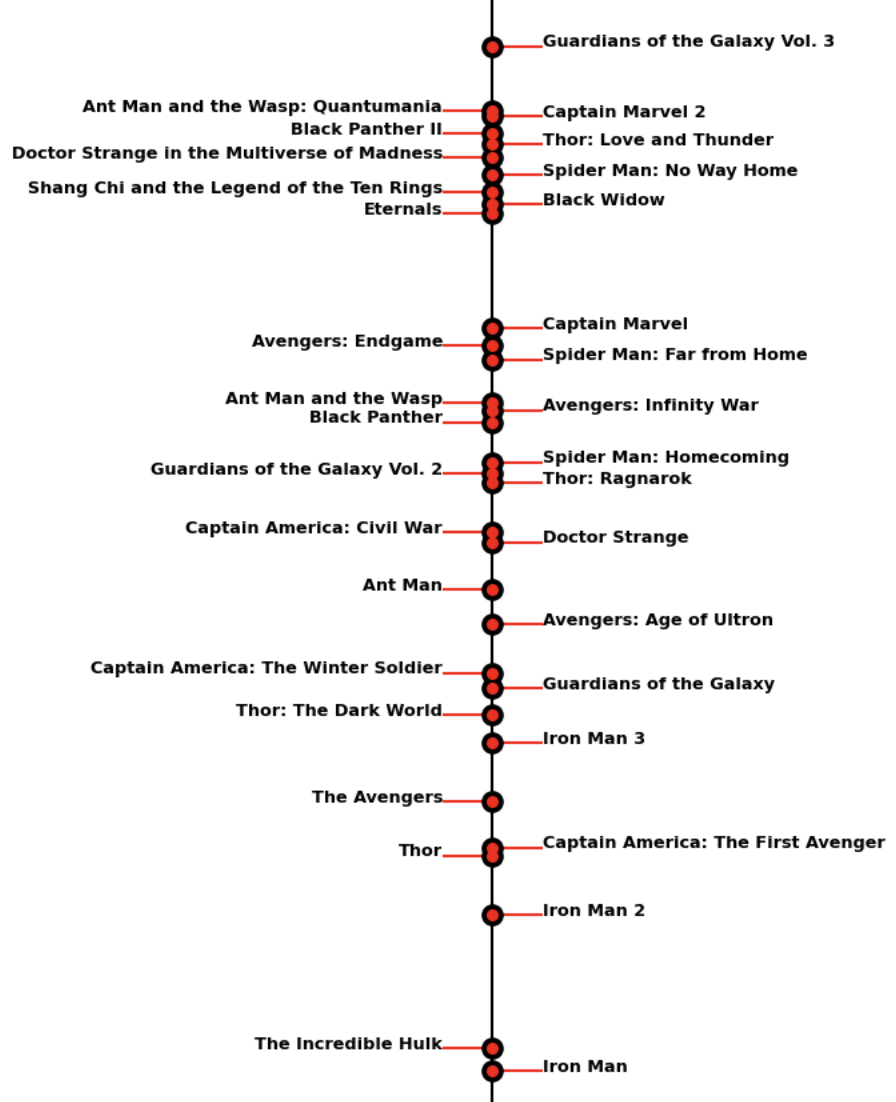 Guardians of the Galaxy Vol. 3
Ant Man and the Wasp: Quantumania
Captain Marvel 2
Black Panther II
Thor: Love and Thunder
Doctor Strange in the Multiverse of Madness
Spider Man: No Way Home
Shang Chi and the Legend of the Ten Rings
Black Widow
Eternals
Captain Marvel
Avengers: Endgame
Spider Man: Far from Home
Ant Man and the Wasp
Avengers: Infinity War
Black Panther
Spider Man: Homecoming
Guardians of the Galaxy Vol. 2
Thor: Ragnarok
Captain America: Civil War
Doctor Strange
Ant Man
Avengers: Age of Ultron
Captain America: The Winter Soldier
Guardians of the Galaxy
Thor: The Dark World
Iron Man 3
The Avengers
Captain America: The First Avenger
Thor
Iron Man 2
The Incredible Hulk
Iron Man